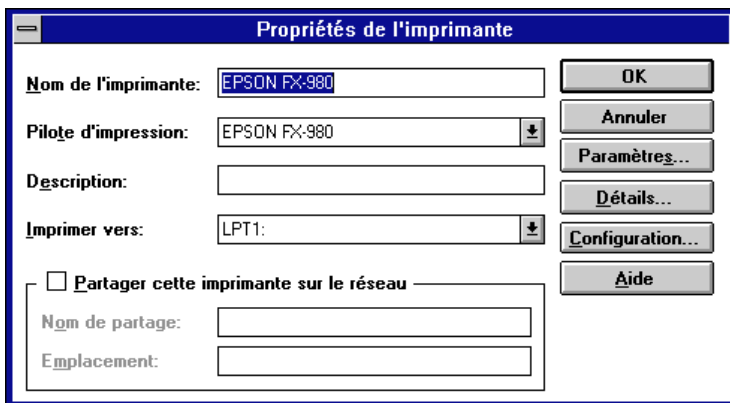 Propriétés de l'imprimante
Nom de l'imprimante: EPSON FX-980
Pilote d'impression: EPSON FX-980
Description:
Imprimer vers: LPT1:
Partager cette imprimante sur le réseau
Nom de partage:
Emplacement:
OK
Annuler
Paramètres...
Détails...
Configuration...
Aide